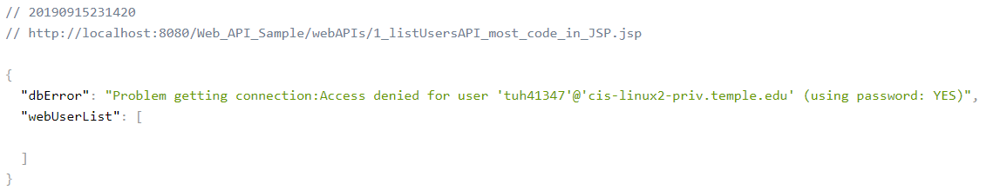 // 20190915231420
// http://localhost:8080/Web_API_Sample/webAPIs/1_listUsersAPI_most_code_in_JSP.jsp
{
"dbError": "Problem getting connection:Access denied for user 'tuh41347'@'cis-linux2-priv.temple.edu' (using password: YES)",
"webUserList": [
]
}